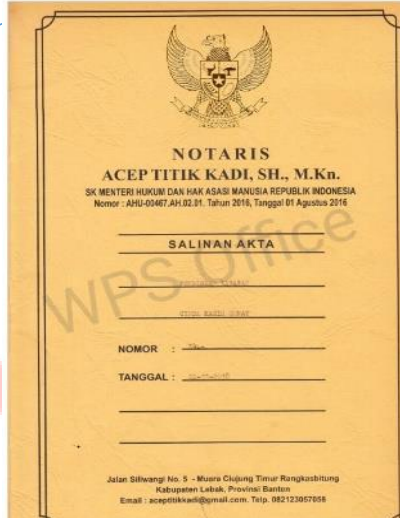 NOTARIS
ACEP TITIK KADI, SH., M.Kn.
SK MENTERI HUKUM DAN HAK ASASI MANUSIA REPUBLIK INDONESIA
Nomor : AHU-00467.AH.02.01. Tahun 2016, Tanggal 01 Agustus 2016
SALINAN AKTA
WPS Office
NOMOR :
TANGGAL :
Jalan Siliwangi No. 5 - Muara Ciujung Timur Rangkasbitung
Kabupaten Lebak, Provinsi Banten
Email : aceptitikkadi@gmail.com. Telp. 082123057058